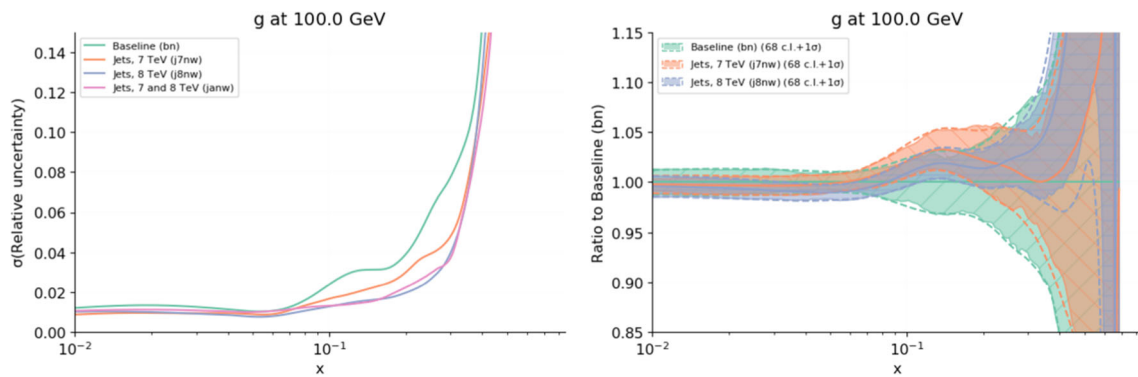 g at 100.0 GeV
0.14
0.12
0.10
0.08
0.06
0.04
0.02
0.00
σ(Relative uncertainty)
Baseline (bn)
Jets, 7 TeV (j7nw)
Jets, 8 TeV (j8nw)
Jets, 7 and 8 TeV (janw)
10⁻²
10⁻¹
x
g at 100.0 GeV
1.15
1.10
1.05
1.00
0.95
0.90
0.85
Ratio to Baseline (bn)
Baseline (bn) (68 c.l.+1σ)
Jets, 7 TeV (j7nw) (68 c.l.+1σ)
Jets, 8 TeV (j8nw) (68 c.l.+1σ)
10⁻²
10⁻¹
x